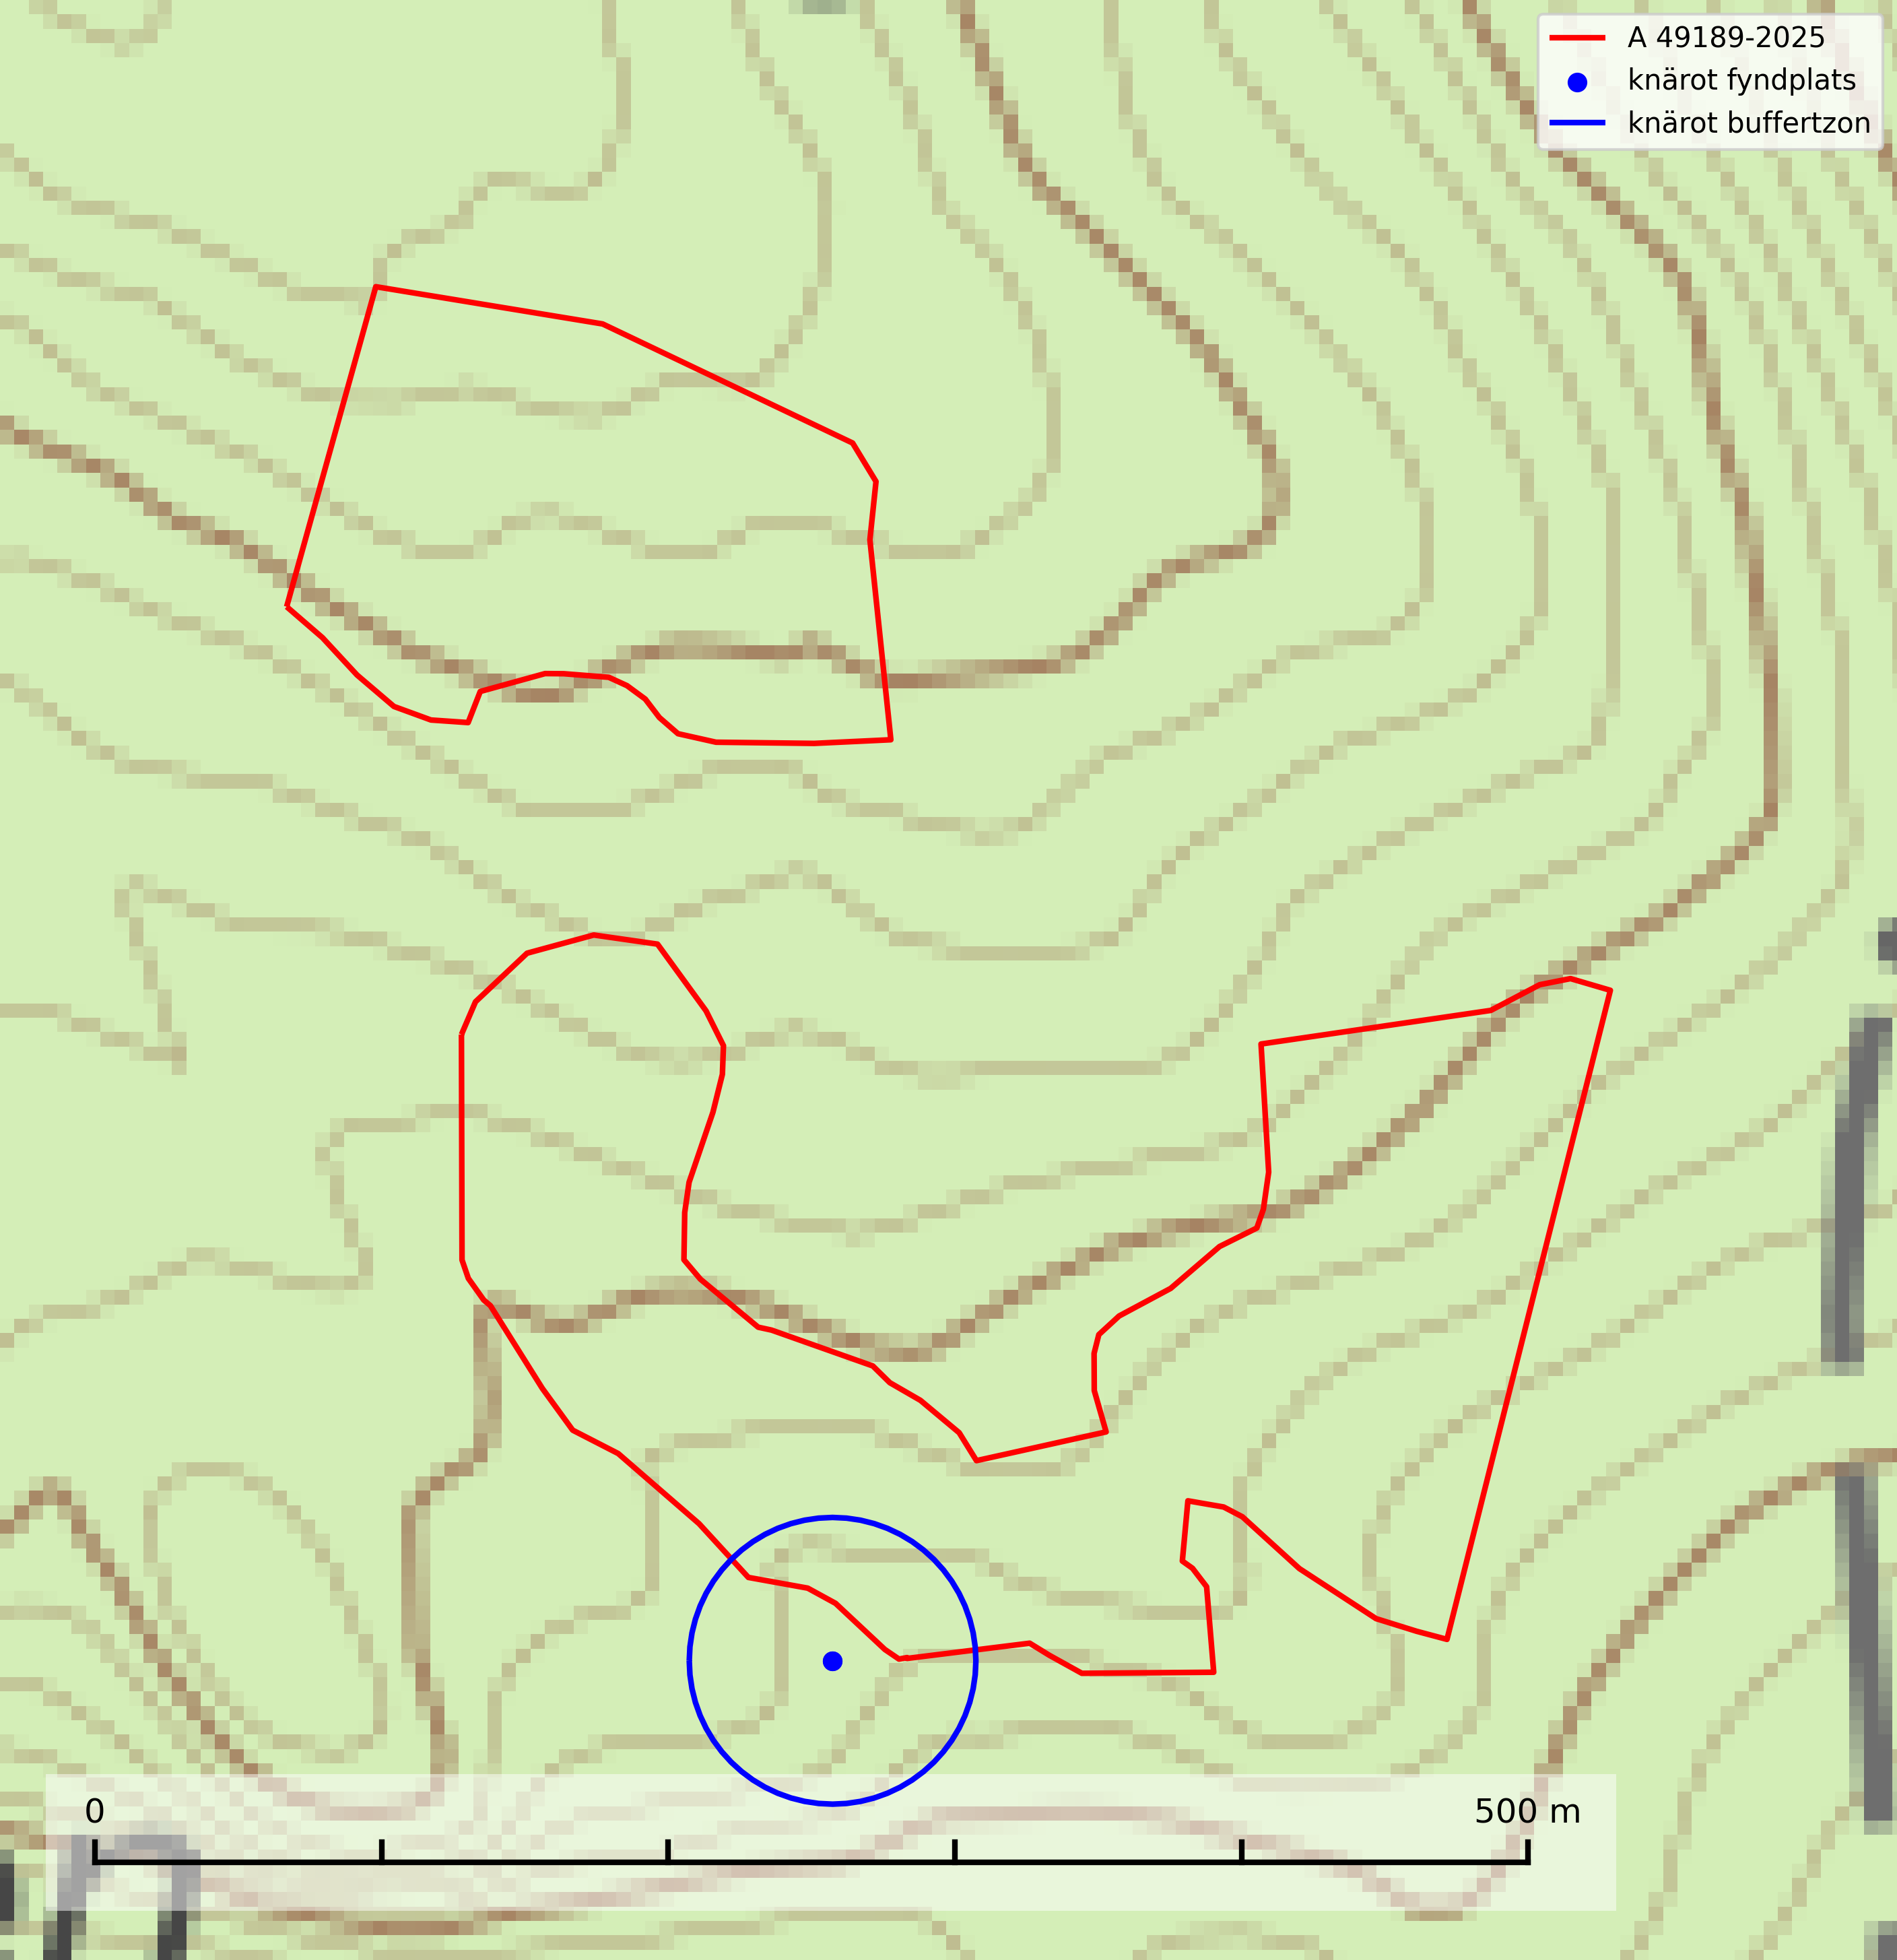 A 49189-2025
knärot fyndplats
knärot buffertzon
0
500 m